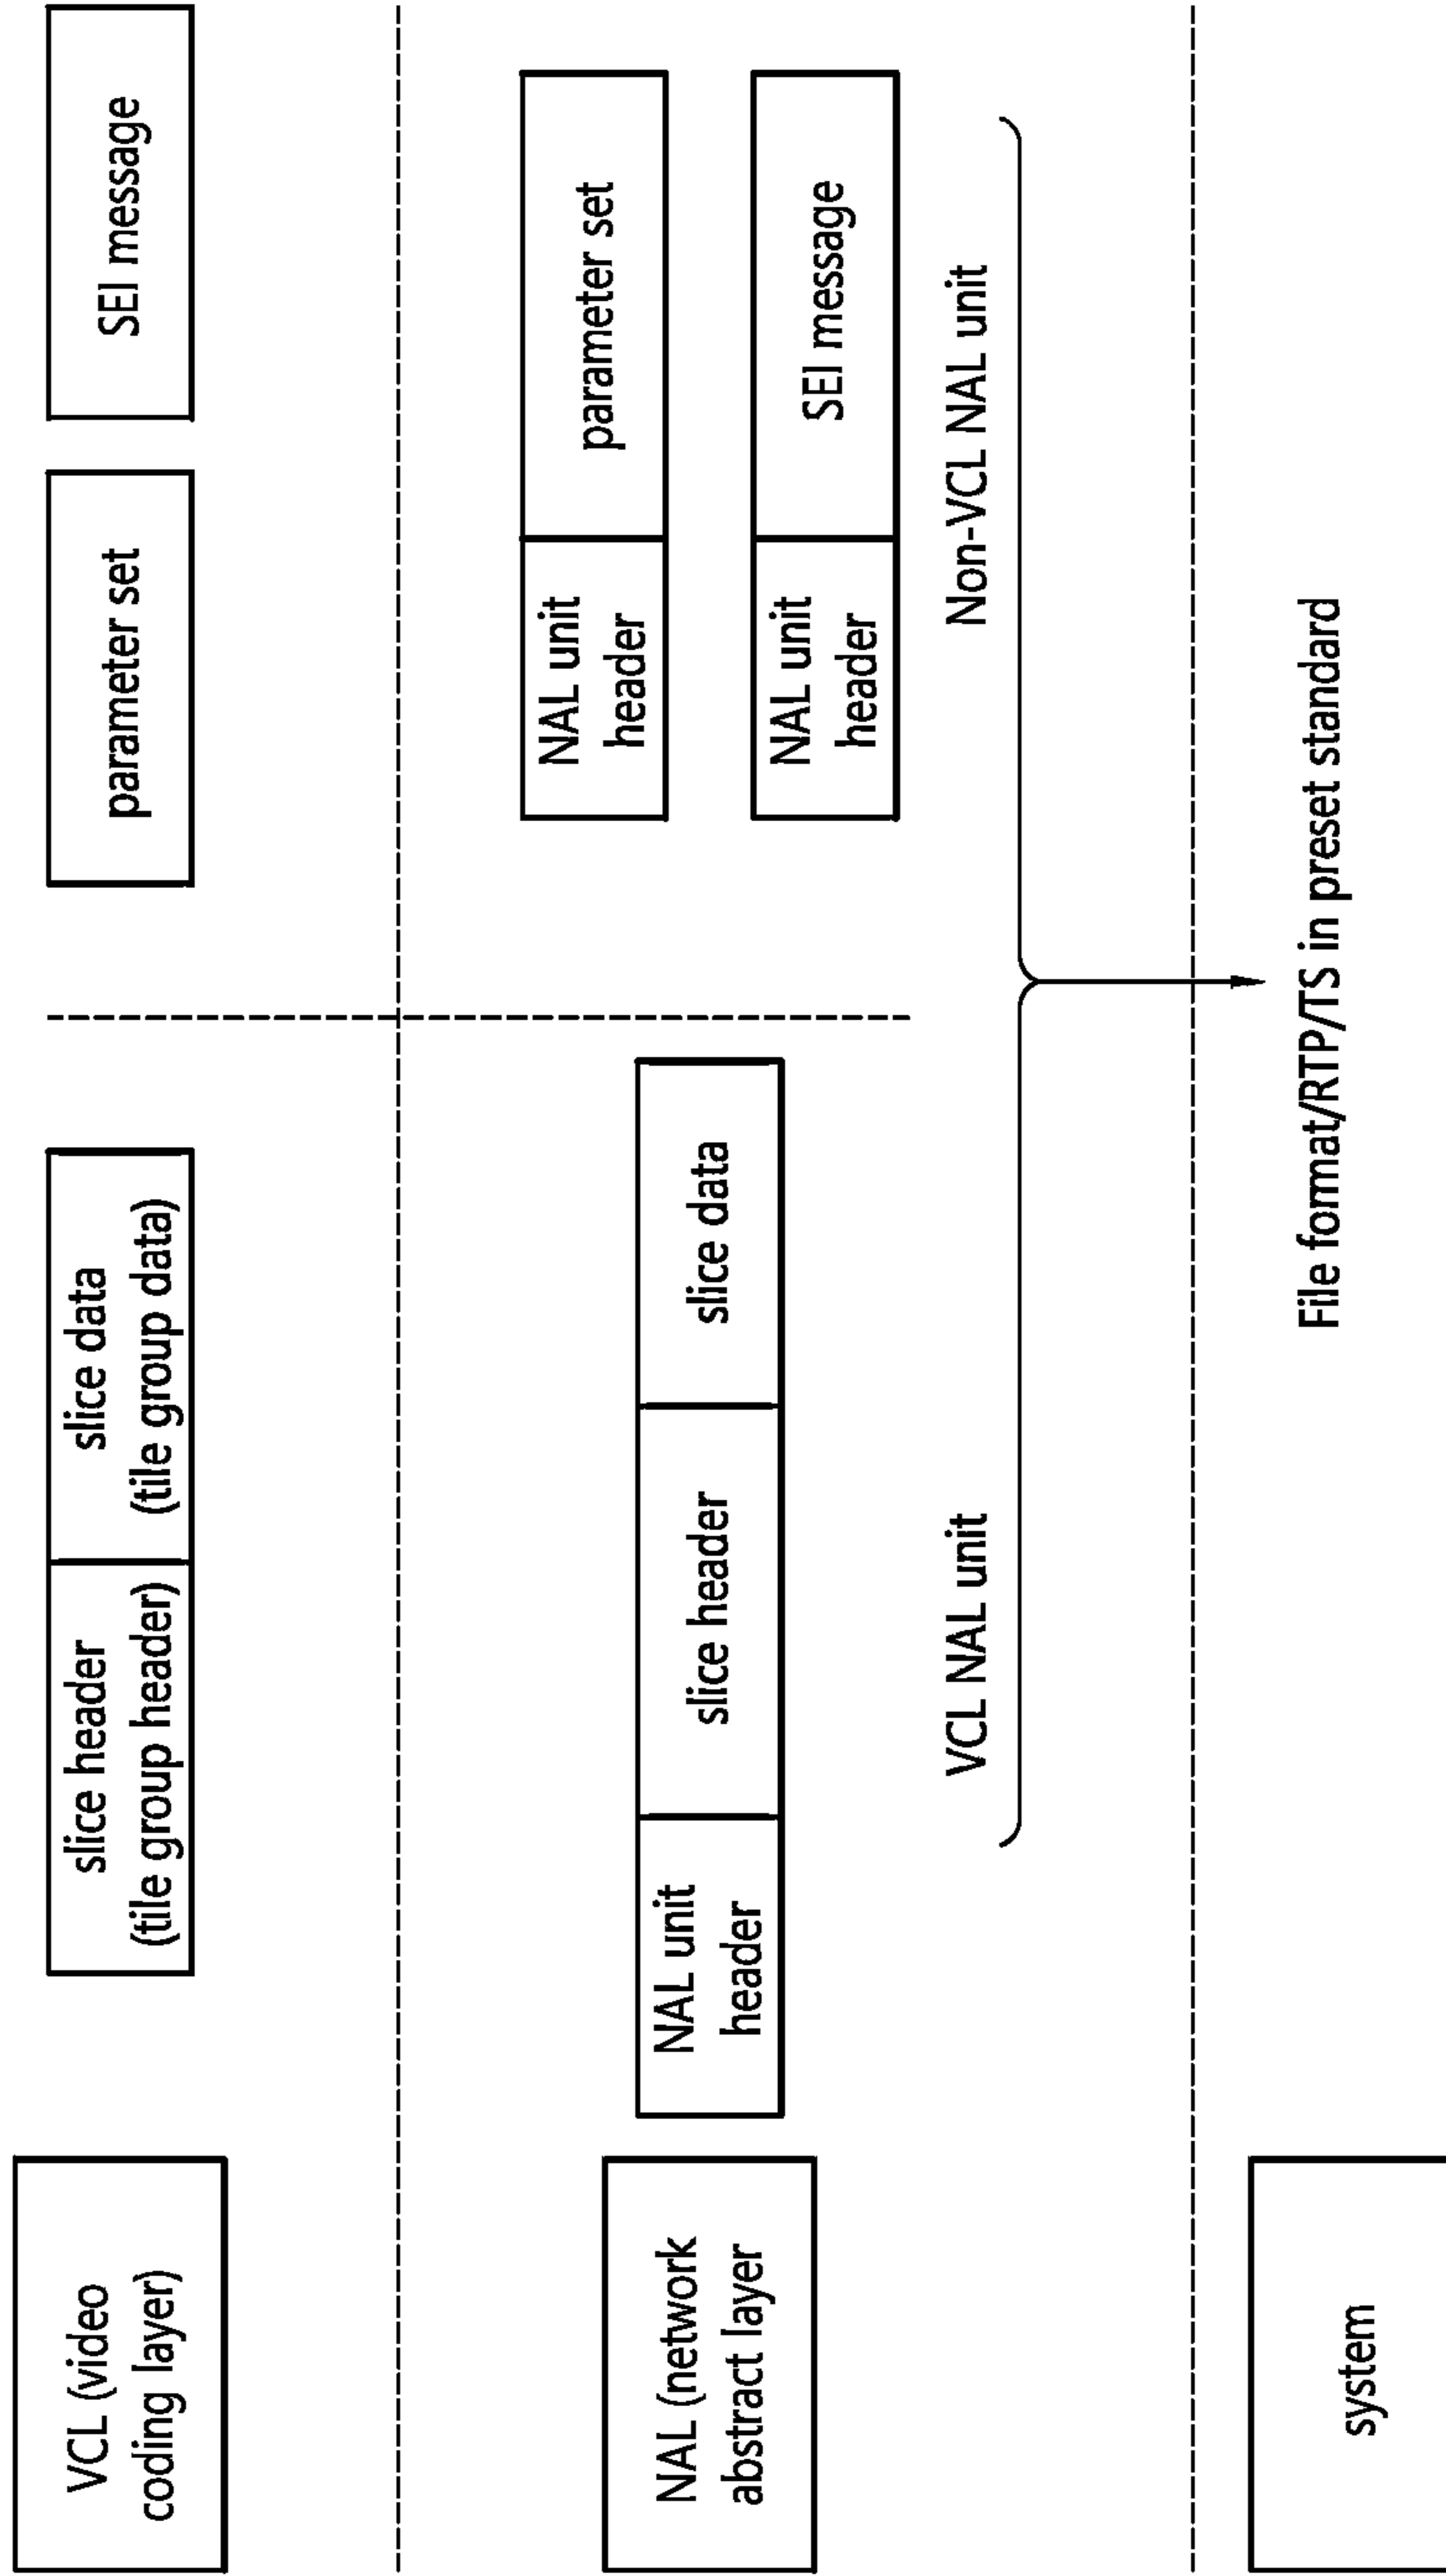 VCL (video
coding layer)
slice header
(tile group header)
slice data
(tile group data)
parameter set
SEI message
NAL (network
abstract layer
NAL unit
header
slice header
slice data
NAL unit
header
parameter set
NAL unit
header
SEI message
VCL NAL unit
Non-VCL NAL unit
system
File format/RTP/TS in preset standard